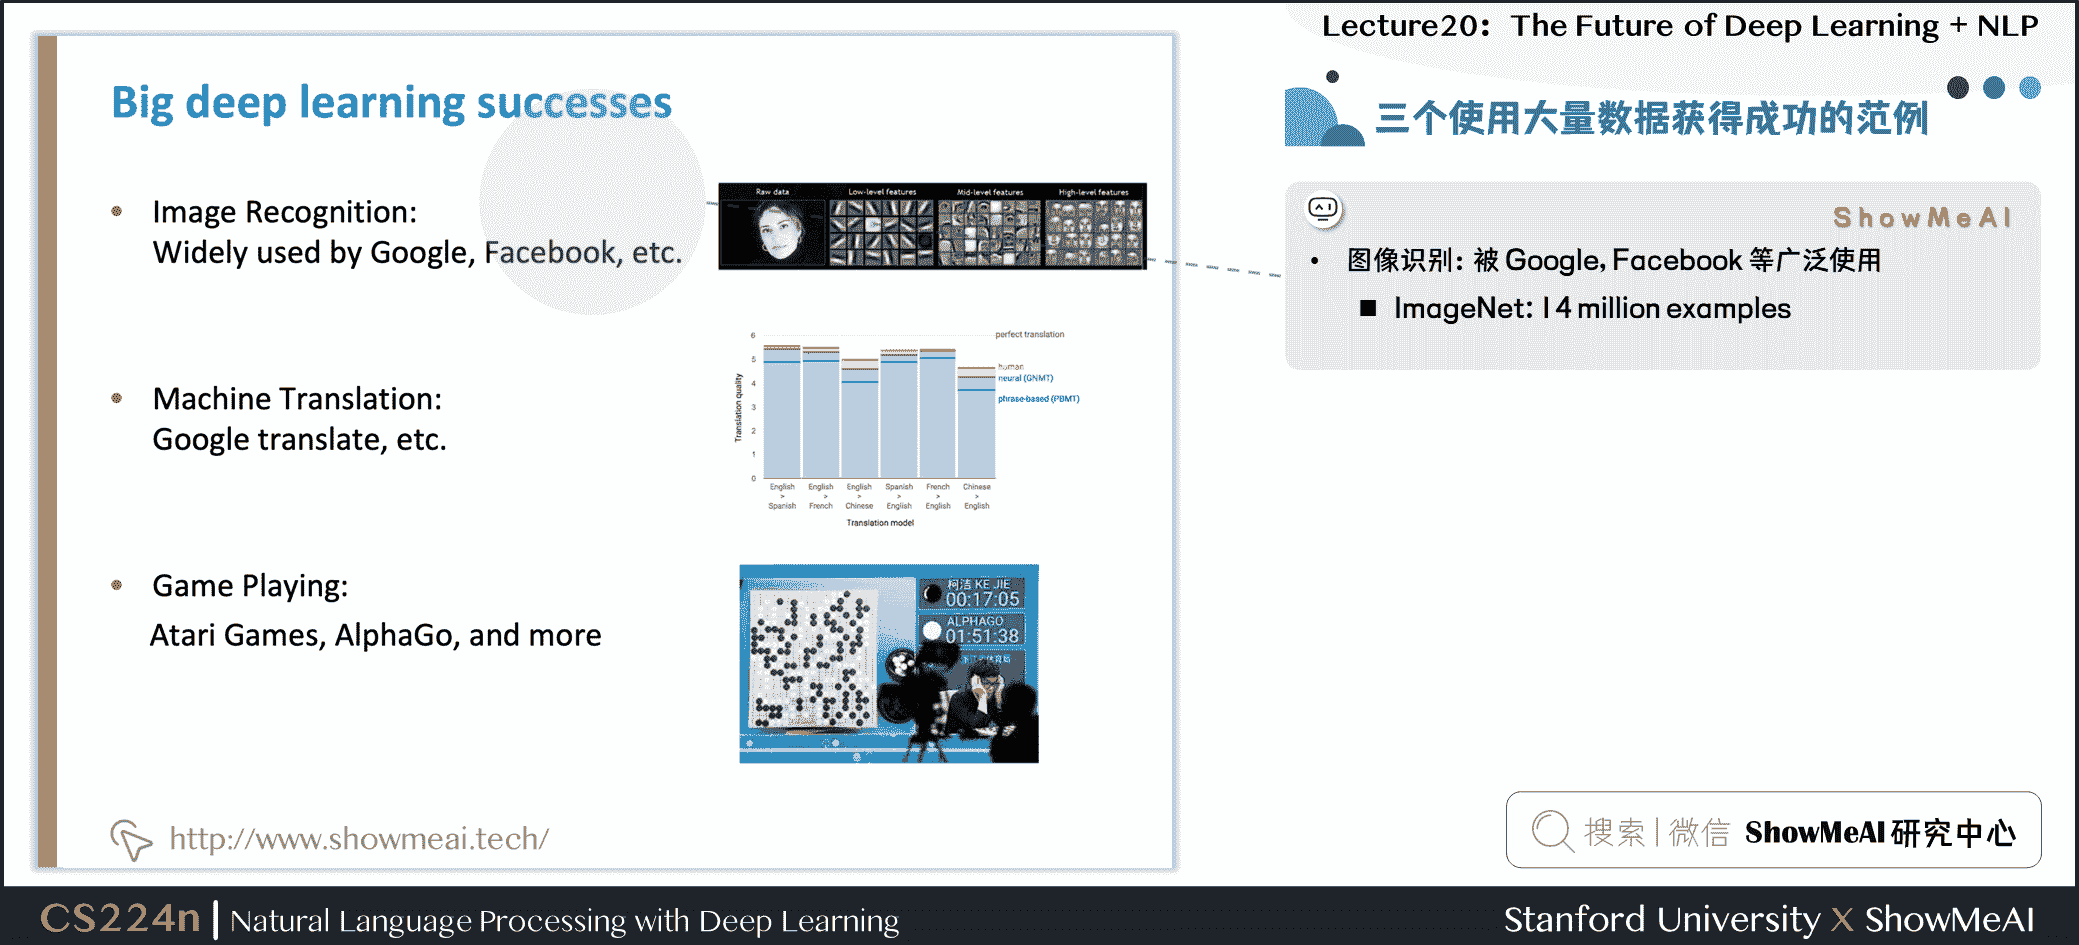 Lecture20: The Future of Deep Learning + NLP
Big deep learning successes
Image Recognition:
Widely used by Google, Facebook, etc.
Raw data
Low-level features
Mid-level features
High-level features
Machine Translation:
Google translate, etc.
6
5
4
3
2
1
0
Translation quality
perfect translation
human
neural (GNMT)
phrase-based (PBMT)
English > Spanish
English > French
English > Chinese
Spanish > English
French > English
Chinese > English
Translation model
Game Playing:
Atari Games, AlphaGo, and more
柯洁 KE JIE
00:17:05
ALPHAGO
01:51:38
http://www.showmeai.tech/
三个使用大量数据获得成功的范例
ShowMeAI
图像识别: 被 Google, Facebook 等广泛使用
ImageNet: 14 million examples
搜索 | 微信 ShowMeAI 研究中心
CS224n | Natural Language Processing with Deep Learning
Stanford University X ShowMeAI